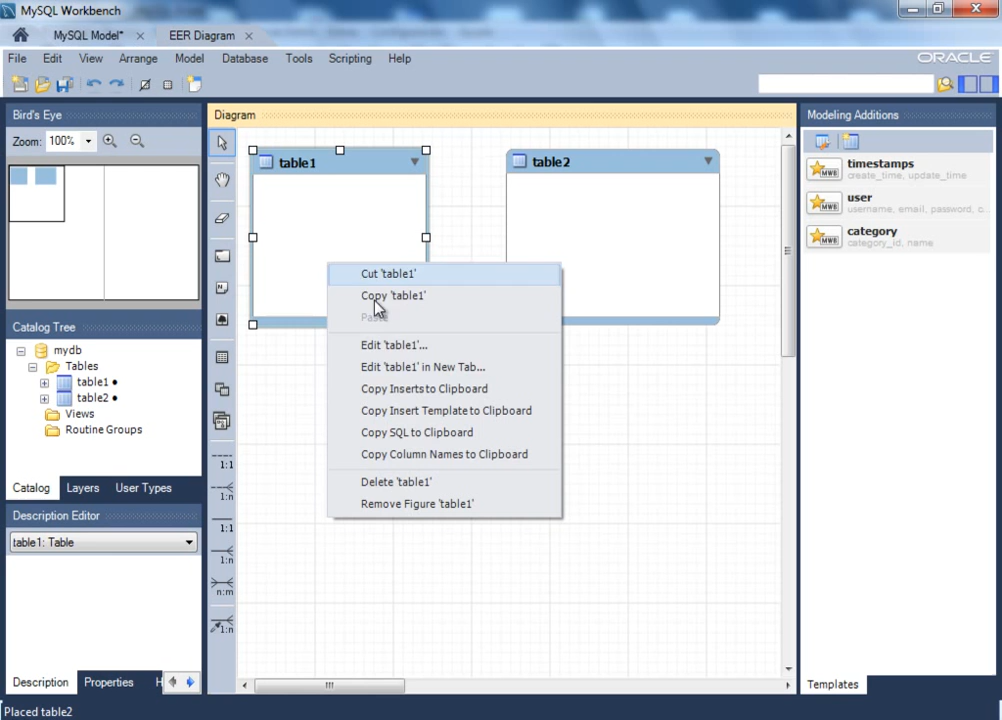 MySQL Workbench
MySQL Model*
EER Diagram
File Edit View Arrange Model Database Tools Scripting Help
ORACLE
Bird's Eye
Zoom: 100%
Catalog Tree
mydb
Tables
table1
table2
Views
Routine Groups
Catalog Layers User Types
Description Editor
table1: Table
Description Properties H
Placed table2
Diagram
1:1
1:n
1:1
1:n
n:m
1:n
table1
table2
Cut 'table1'
Copy 'table1'
Paste
Edit 'table1'...
Edit 'table1' in New Tab...
Copy Inserts to Clipboard
Copy Insert Template to Clipboard
Copy SQL to Clipboard
Copy Column Names to Clipboard
Delete 'table1'
Remove Figure 'table1'
Modeling Additions
MWB
timestamps
create_time, update_time
MWB
user
username, email, password, c...
MWB
category
category_id, name
Templates